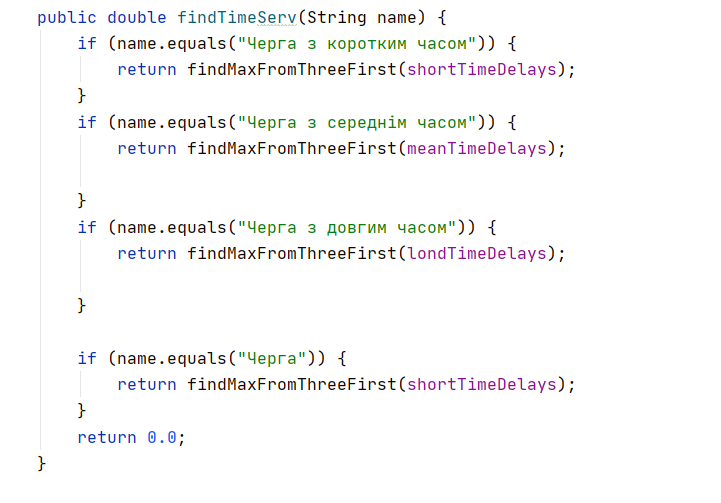 public double findTimeServ(String name) {
    if (name.equals("Черга з коротким часом")) {
        return findMaxFromThreeFirst(shortTimeDelays);
    }
    if (name.equals("Черга з середнім часом")) {
        return findMaxFromThreeFirst(meanTimeDelays);
    }
    if (name.equals("Черга з довгим часом")) {
        return findMaxFromThreeFirst(londTimeDelays);
    }
    if (name.equals("Черга")) {
        return findMaxFromThreeFirst(shortTimeDelays);
    }
    return 0.0;
}